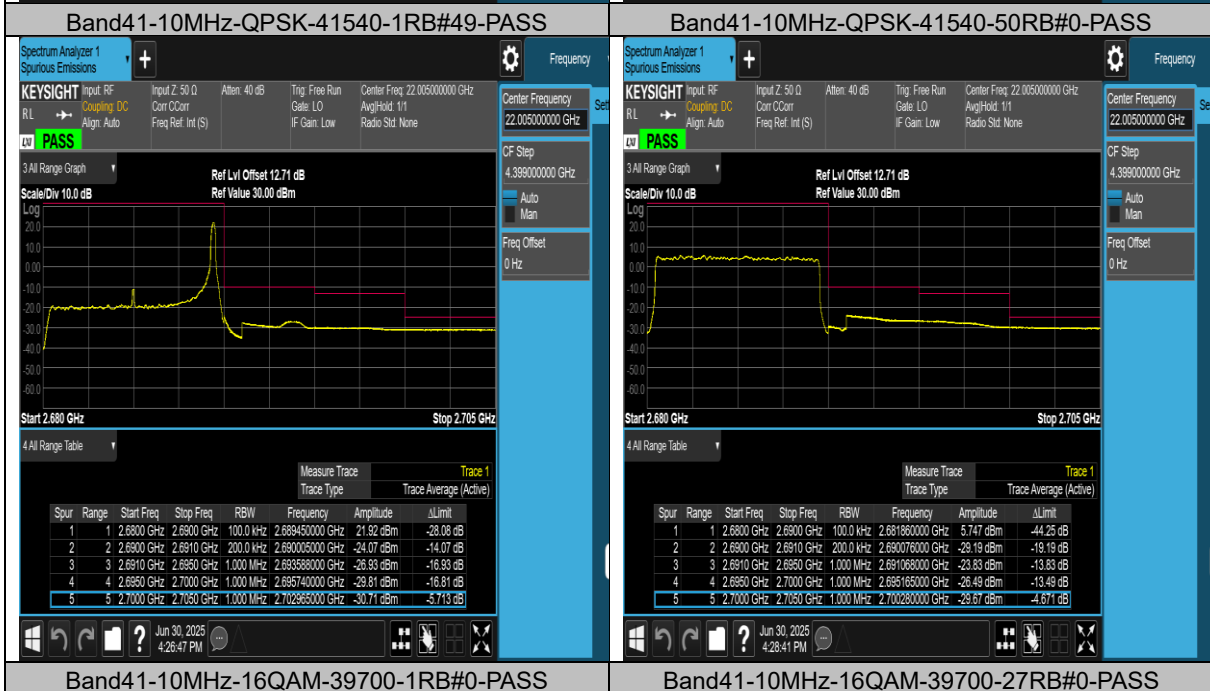 Band41-10MHz-QPSK-41540-1RB#49-PASS
Spectrum Analyzer 1
Spurious Emissions
+
Frequency
KEYSIGHT Input: RF Input Z: 50 Ω Atten: 40 dB Trig: Free Run Center Freq: 22.005000000 GHz
RL Coupling: DC Corr CCorr Gate: LO Avg|Hold: 1/1
Align: Auto Freq Ref: Int (S) IF Gain: Low Radio Std: None
LXI PASS
Center Frequency
22.005000000 GHz
Sett
CF Step
4.399000000 GHz
Auto
Man
Freq Offset
0 Hz
3 All Range Graph
Ref Lvl Offset 12.71 dB
Scale/Div 10.0 dB Ref Value 30.00 dBm
Log
20.0
10.0
0.00
-10.0
-20.0
-30.0
-40.0
-50.0
-60.0
Start 2.680 GHz Stop 2.705 GHz
4 All Range Table
Measure Trace Trace 1
Trace Type Trace Average (Active)
Spur Range Start Freq Stop Freq RBW Frequency Amplitude ΔLimit
1 1 2.6800 GHz 2.6900 GHz 100.0 kHz 2.689450000 GHz 21.92 dBm -28.08 dB
2 2 2.6900 GHz 2.6910 GHz 200.0 kHz 2.690005000 GHz -24.07 dBm -14.07 dB
3 3 2.6910 GHz 2.6950 GHz 1.000 MHz 2.693588000 GHz -26.93 dBm -16.93 dB
4 4 2.6950 GHz 2.7000 GHz 1.000 MHz 2.695740000 GHz -29.81 dBm -16.81 dB
5 5 2.7000 GHz 2.7050 GHz 1.000 MHz 2.702965000 GHz -30.71 dBm -5.713 dB
? Jun 30, 2025
4:26:47 PM
Band41-10MHz-QPSK-41540-50RB#0-PASS
Spectrum Analyzer 1
Spurious Emissions
+
Frequency
KEYSIGHT Input: RF Input Z: 50 Ω Atten: 40 dB Trig: Free Run Center Freq: 22.005000000 GHz
RL Coupling: DC Corr CCorr Gate: LO Avg|Hold: 1/1
Align: Auto Freq Ref: Int (S) IF Gain: Low Radio Std: None
LXI PASS
Center Frequency
22.005000000 GHz
Se
CF Step
4.399000000 GHz
Auto
Man
Freq Offset
0 Hz
3 All Range Graph
Ref Lvl Offset 12.71 dB
Scale/Div 10.0 dB Ref Value 30.00 dBm
Log
20.0
10.0
0.00
-10.0
-20.0
-30.0
-40.0
-50.0
-60.0
Start 2.680 GHz Stop 2.705 GHz
4 All Range Table
Measure Trace Trace 1
Trace Type Trace Average (Active)
Spur Range Start Freq Stop Freq RBW Frequency Amplitude ΔLimit
1 1 2.6800 GHz 2.6900 GHz 100.0 kHz 2.681860000 GHz 5.747 dBm -44.25 dB
2 2 2.6900 GHz 2.6910 GHz 200.0 kHz 2.690076000 GHz -29.19 dBm -19.19 dB
3 3 2.6910 GHz 2.6950 GHz 1.000 MHz 2.691068000 GHz -23.83 dBm -13.83 dB
4 4 2.6950 GHz 2.7000 GHz 1.000 MHz 2.695165000 GHz -26.49 dBm -13.49 dB
5 5 2.7000 GHz 2.7050 GHz 1.000 MHz 2.700280000 GHz -29.67 dBm -4.671 dB
? Jun 30, 2025
4:28:41 PM
Band41-10MHz-16QAM-39700-1RB#0-PASS
Band41-10MHz-16QAM-39700-27RB#0-PASS